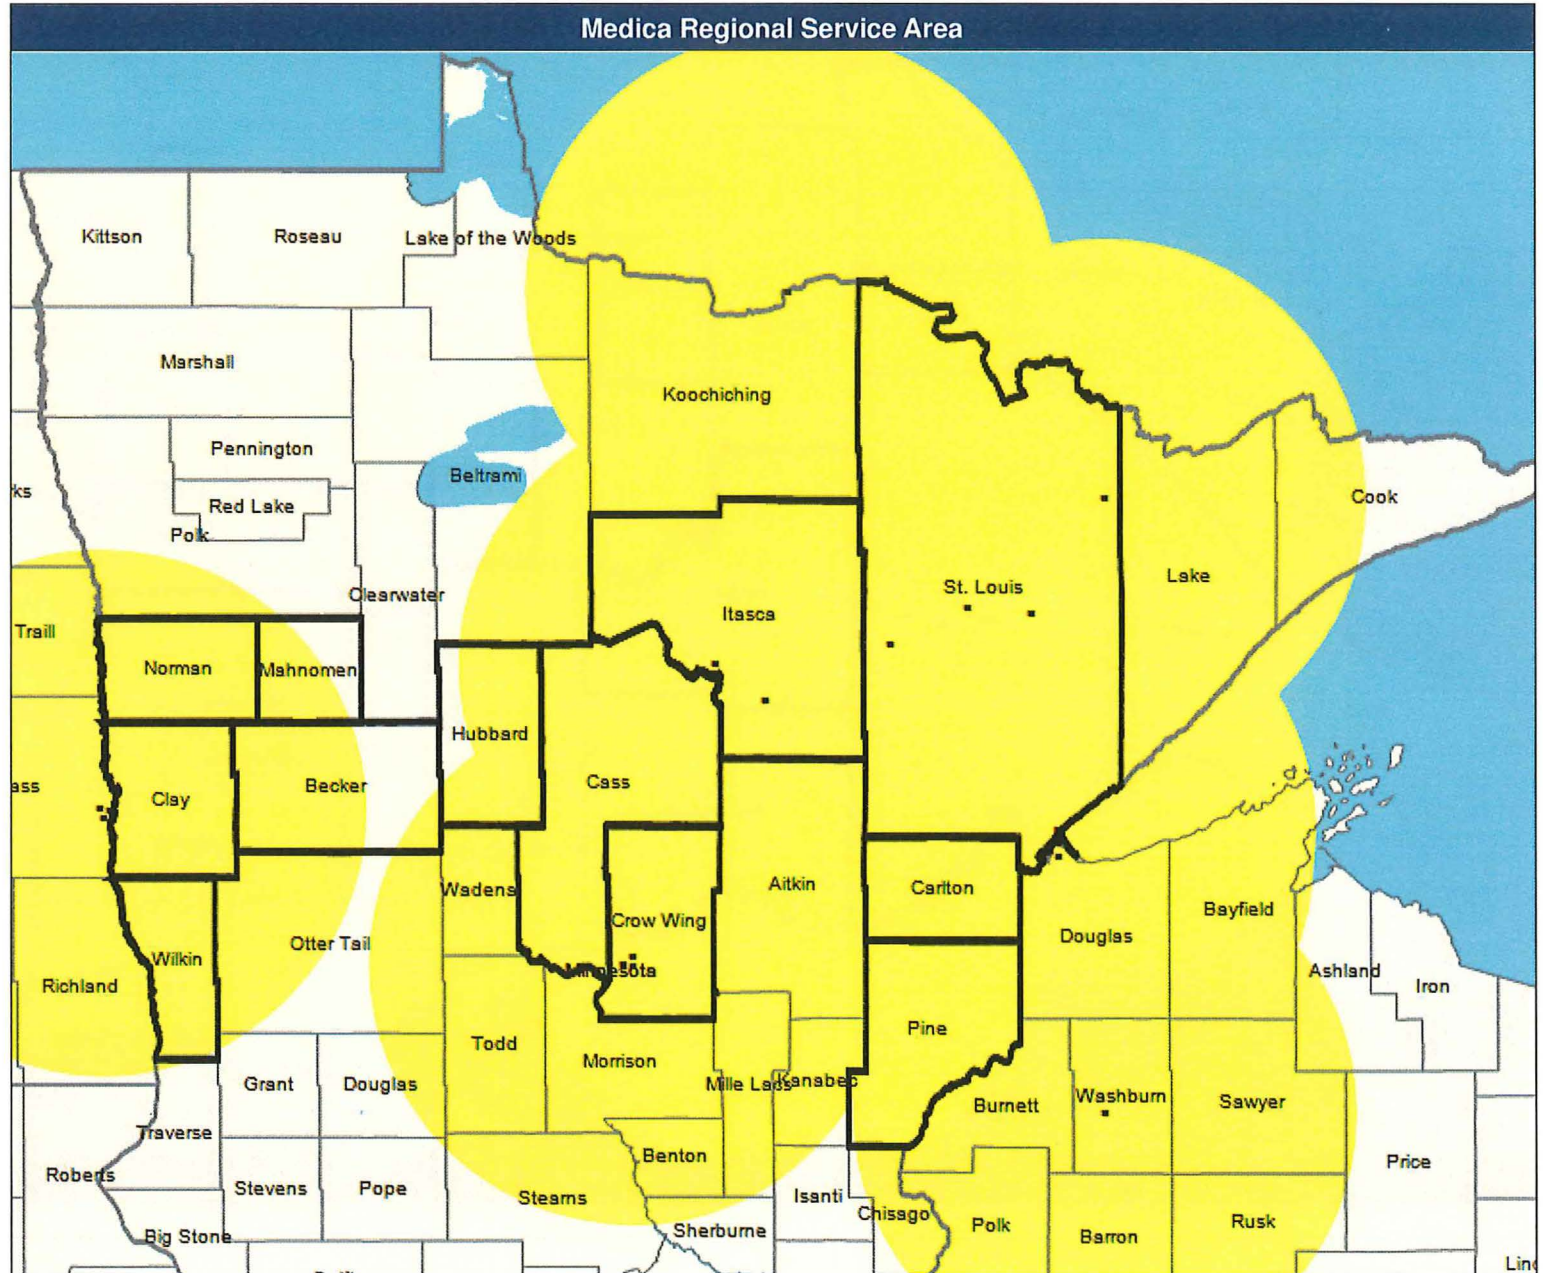 Medica Regional Service Area
Kittson
Roseau
Lake of the Woods
Marshall
Koochiching
Pennington
Beltrami
ks
Red Lake
Cook
Polk
Lake
St. Louis
Clearwater
Itasca
Traill
Norman
Mahnomen
Hubbard
Cass
ass
Becker
Clay
Aitkin
Carlton
Wadena
Crow Wing
Bayfield
Douglas
Otter Tail
Wilkin
Minnesota
Ashland
Richland
Iron
Pine
Todd
Morrison
Grant
Douglas
Mille Lacs
Kanabec
Washburn
Sawyer
Burnett
Traverse
Benton
Price
Roberts
Stevens
Pope
Stearns
Isanti
Chisago
Rusk
Polk
Sherburne
Big Stone
Barron
Linc